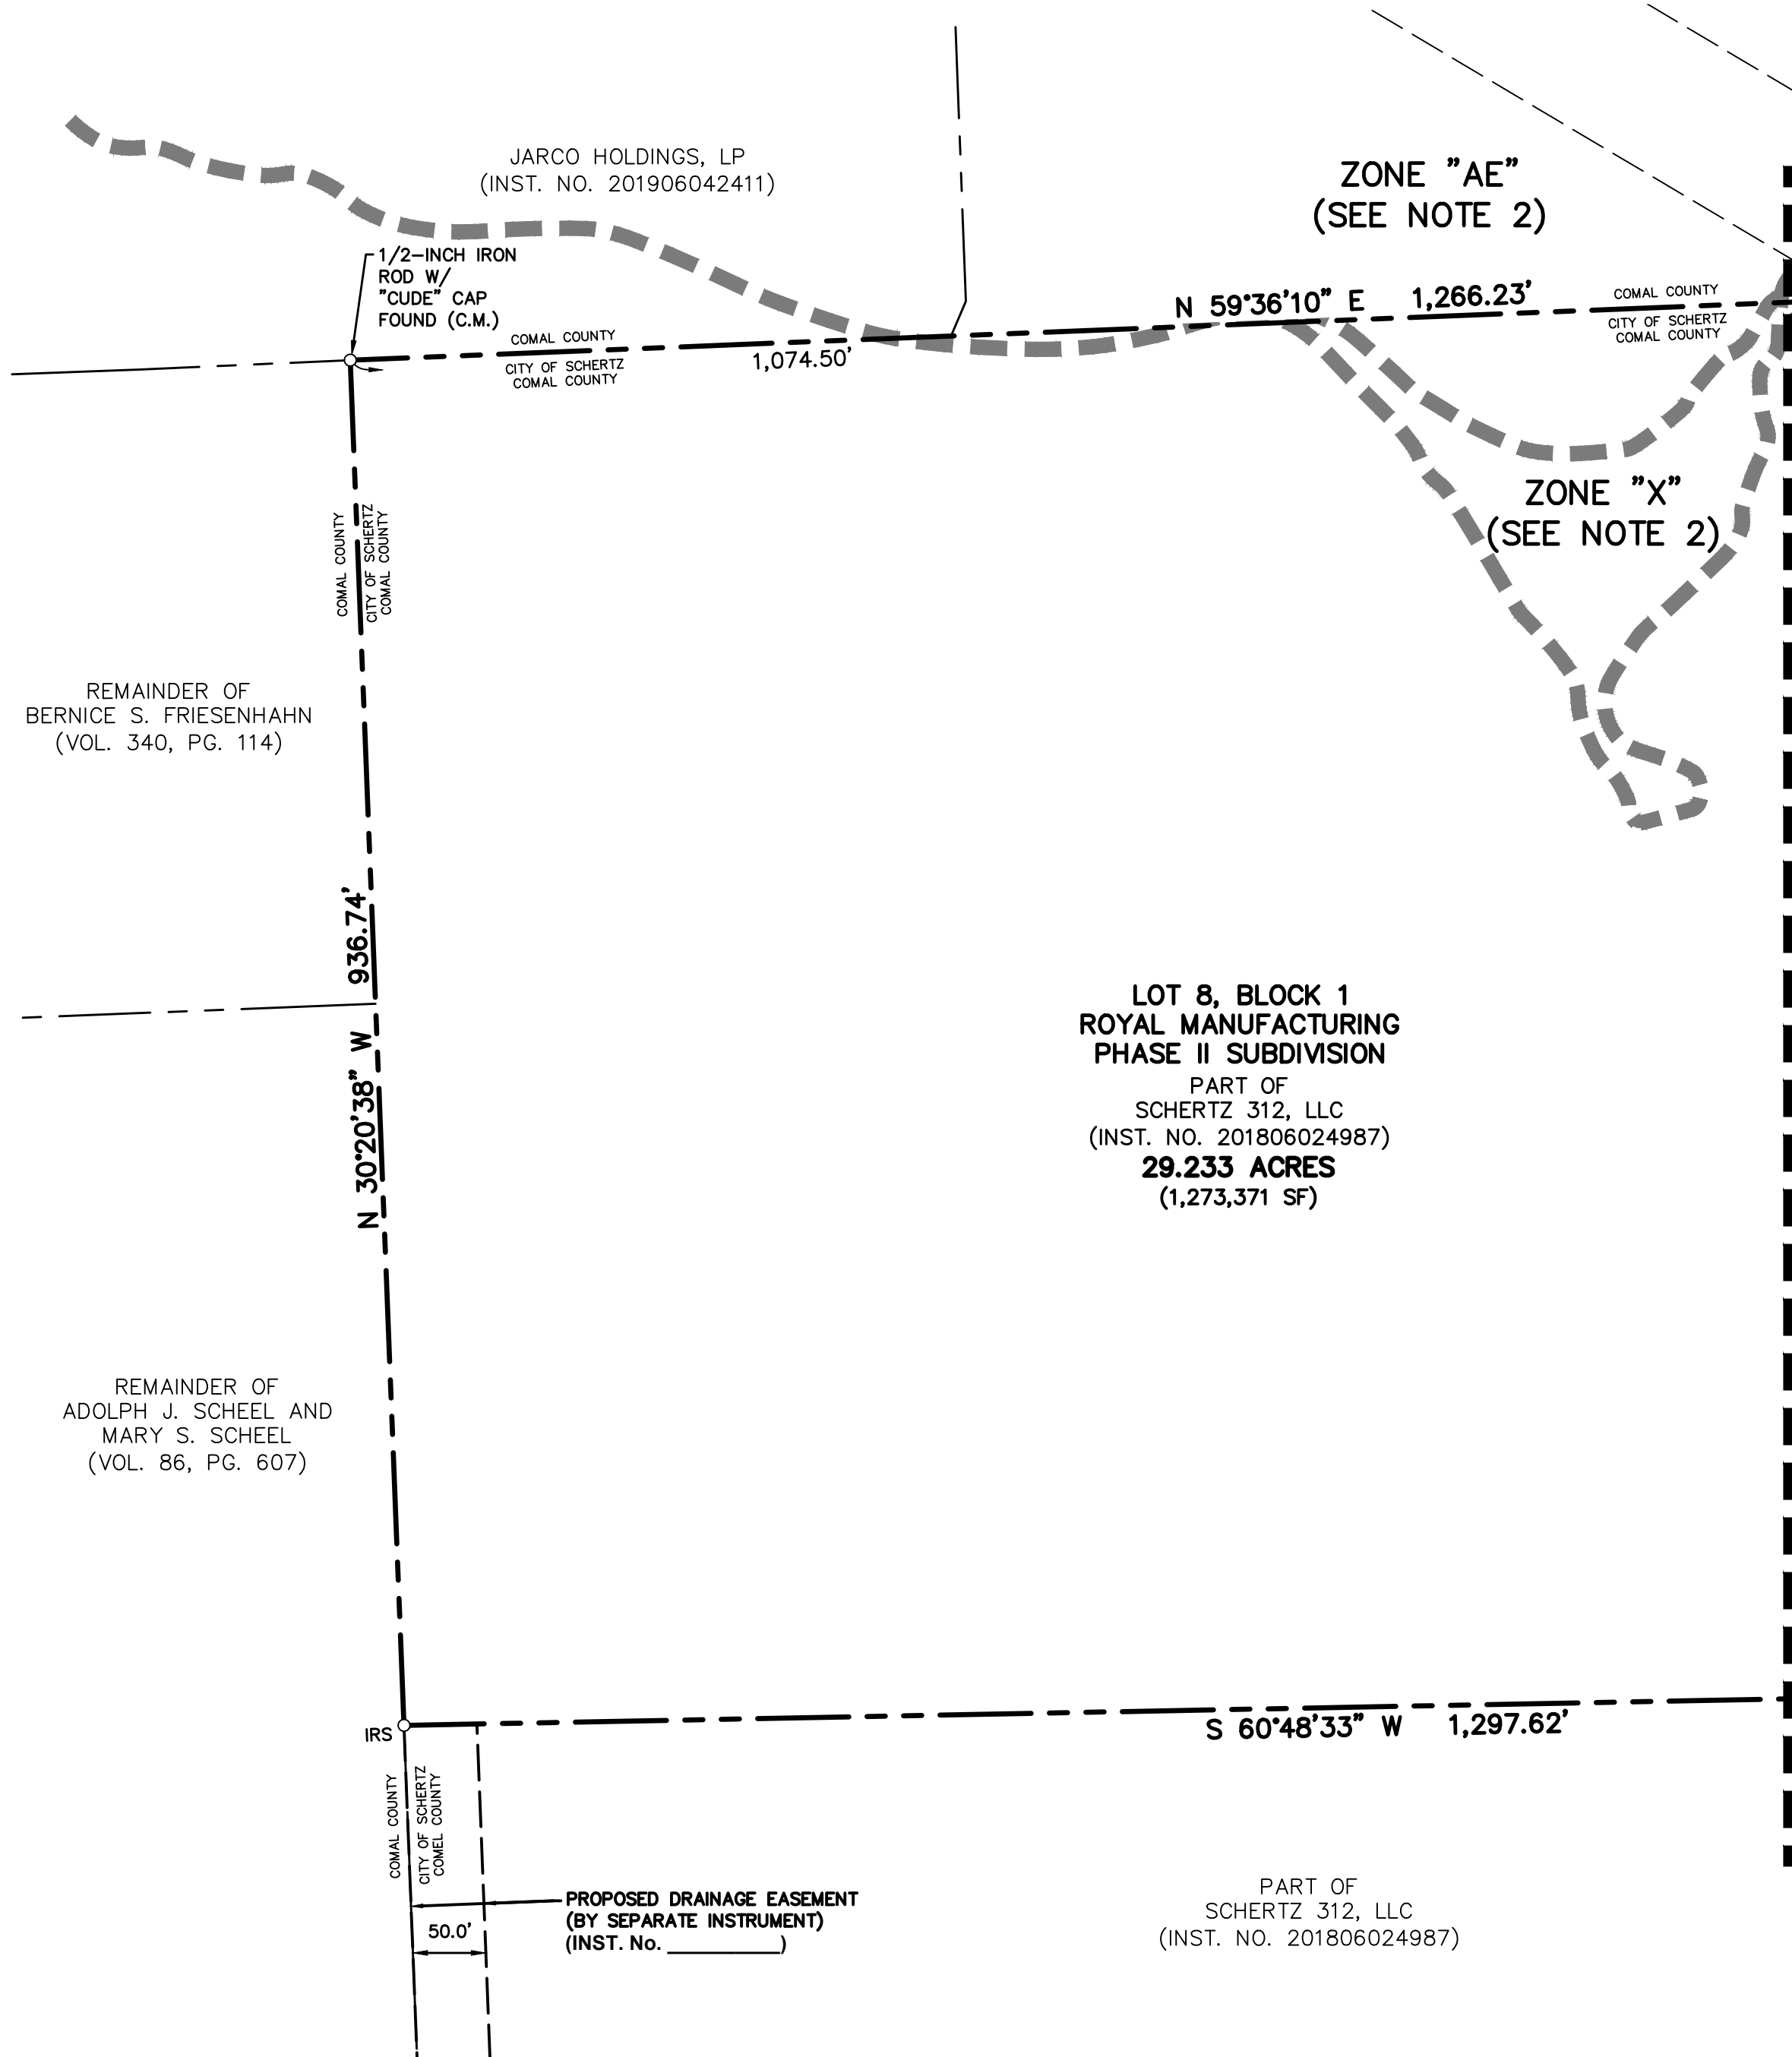 JARCO HOLDINGS, LP
(INST. NO. 201906042411)
ZONE "AE"
(SEE NOTE 2)
1/2-INCH IRON
ROD W/
"CUDE" CAP
FOUND (C.M.)
N 59°36'10" E 1,266.23'
COMAL COUNTY
CITY OF SCHERTZ
COMAL COUNTY
COMAL COUNTY
CITY OF SCHERTZ
COMAL COUNTY
1,074.50'
ZONE "X"
(SEE NOTE 2)
COMAL COUNTY
CITY OF SCHERTZ
COMAL COUNTY
REMAINDER OF
BERNICE S. FRIESENHAHN
(VOL. 340, PG. 114)
N 30°20'38" W 936.74'
LOT 8, BLOCK 1
ROYAL MANUFACTURING
PHASE II SUBDIVISION
PART OF
SCHERTZ 312, LLC
(INST. NO. 201806024987)
29.233 ACRES
(1,273,371 SF)
REMAINDER OF
ADOLPH J. SCHEEL AND
MARY S. SCHEEL
(VOL. 86, PG. 607)
IRS
S 60°48'33" W 1,297.62'
COMAL COUNTY
CITY OF SCHERTZ
COMEL COUNTY
PROPOSED DRAINAGE EASEMENT
(BY SEPARATE INSTRUMENT)
(INST. No. __________)
50.0'
PART OF
SCHERTZ 312, LLC
(INST. NO. 201806024987)